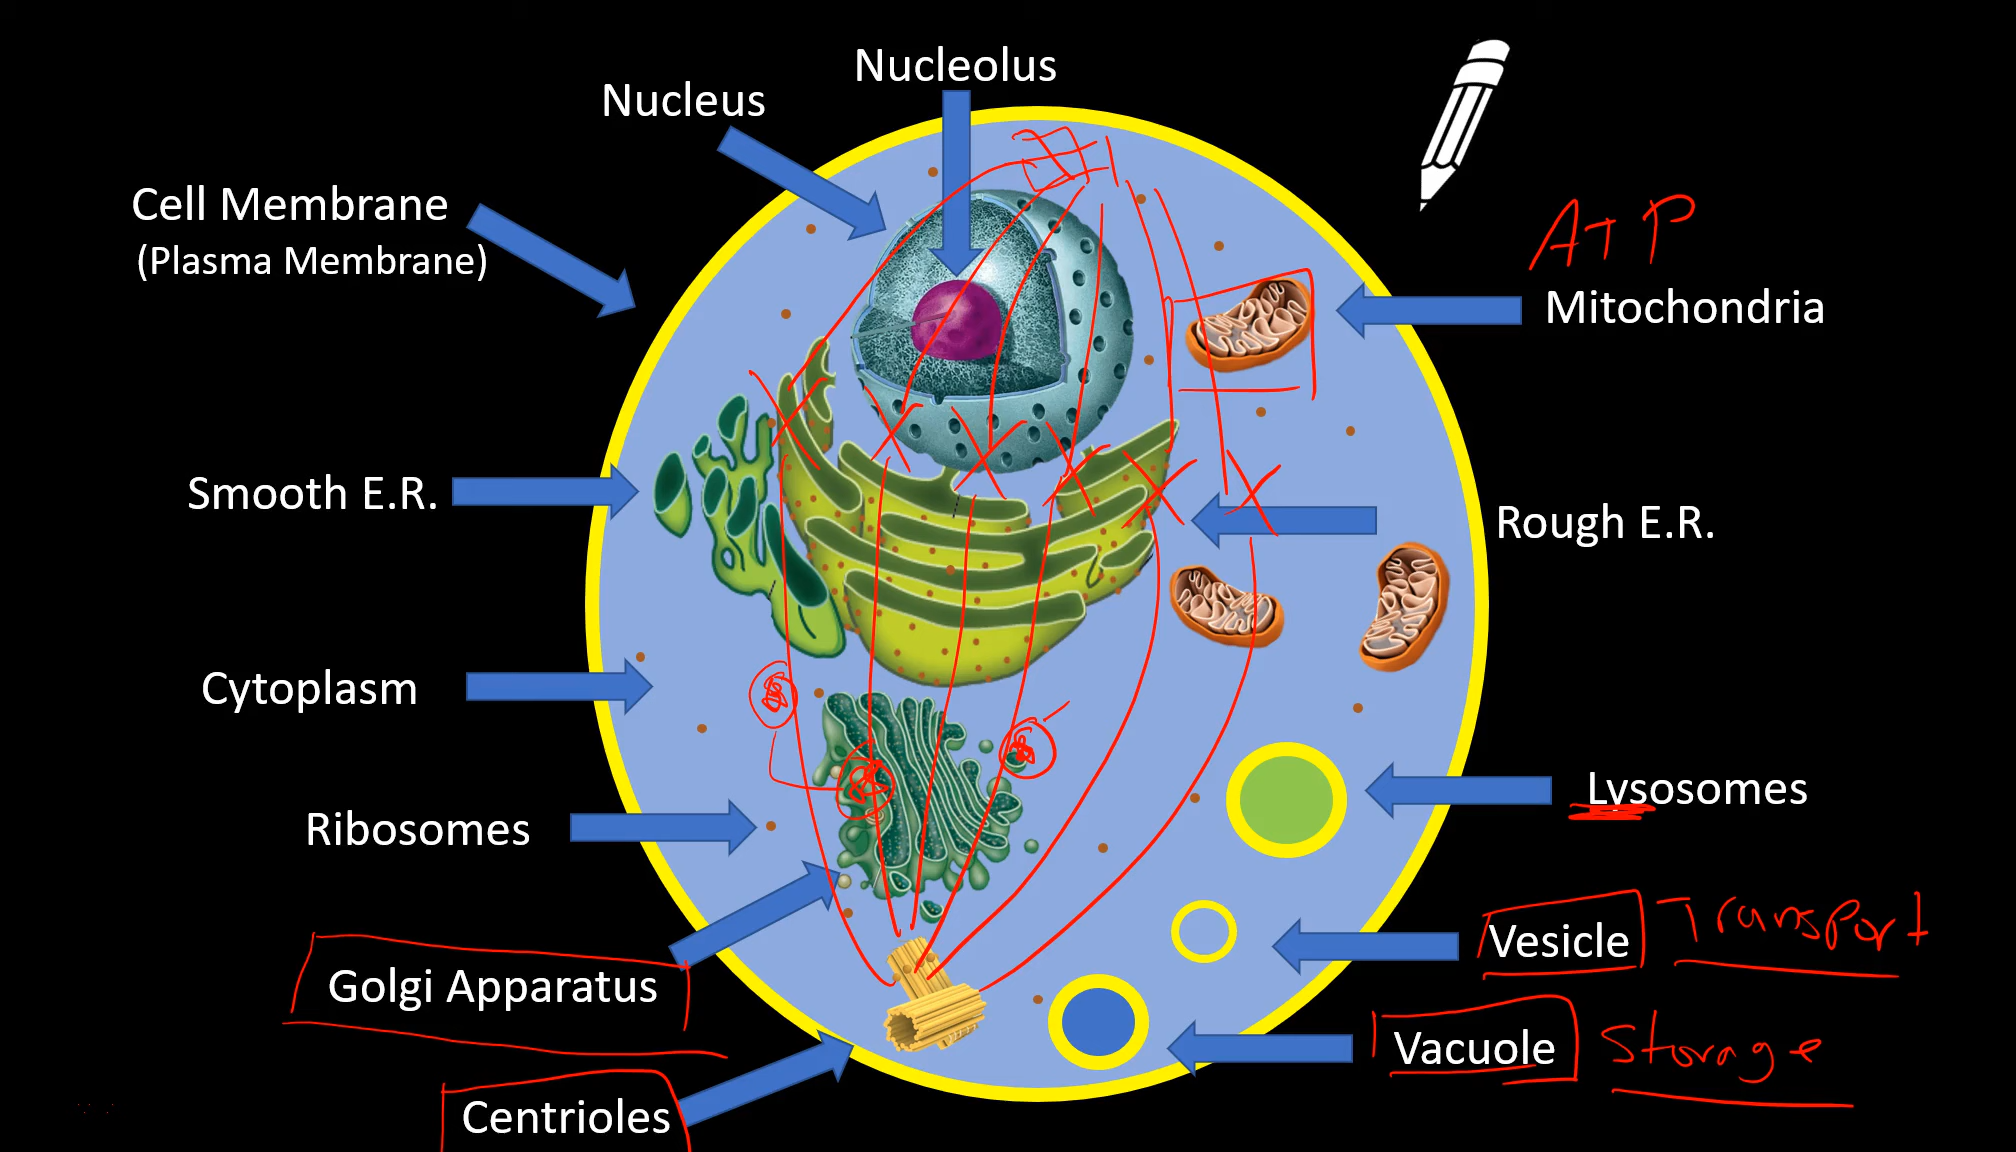 Nucleolus
Nucleus
Cell Membrane
(Plasma Membrane)
ATP
Mitochondria
Smooth E.R.
Rough E.R.
Cytoplasm
Lysosomes
Ribosomes
Vesicle Transport
Golgi Apparatus
Vacuole Storage
Centrioles